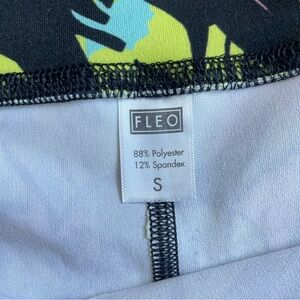 FLEO
88% Polyester
12% Spandex
S